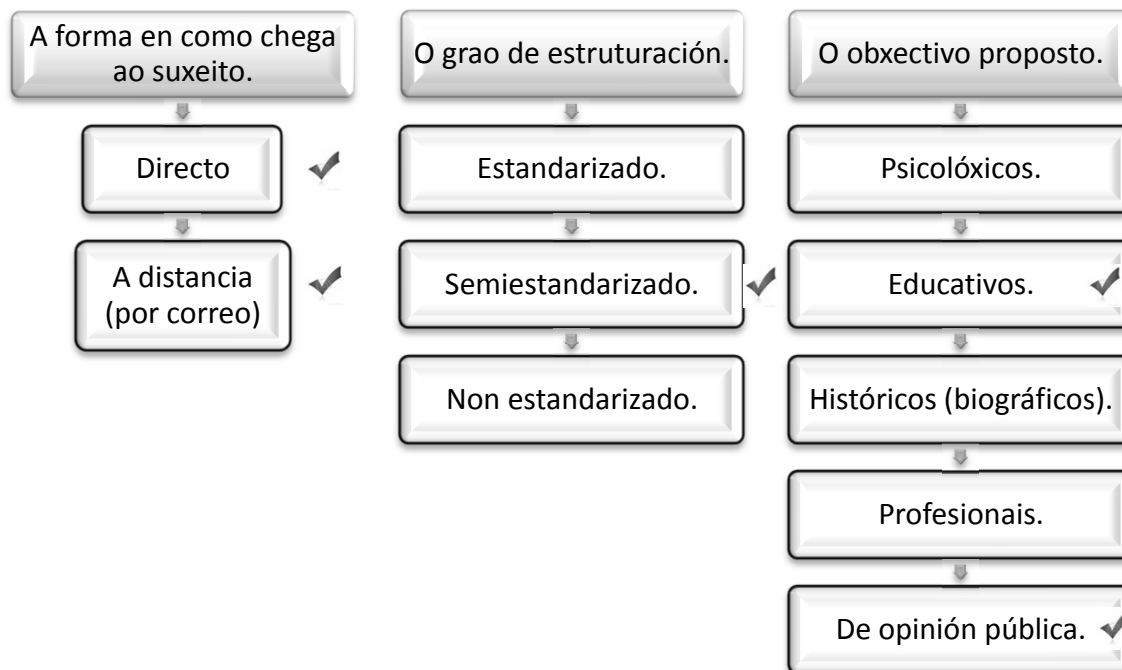 A forma en como chega
ao suxeito.
Directo
A distancia
(por correo)
O grao de estruturación.
Estandarizado.
Semiestandarizado.
Non estandarizado.
O obxectivo proposto.
Psicolóxicos.
Educativos.
Históricos (biográficos).
Profesionais.
De opinión pública.